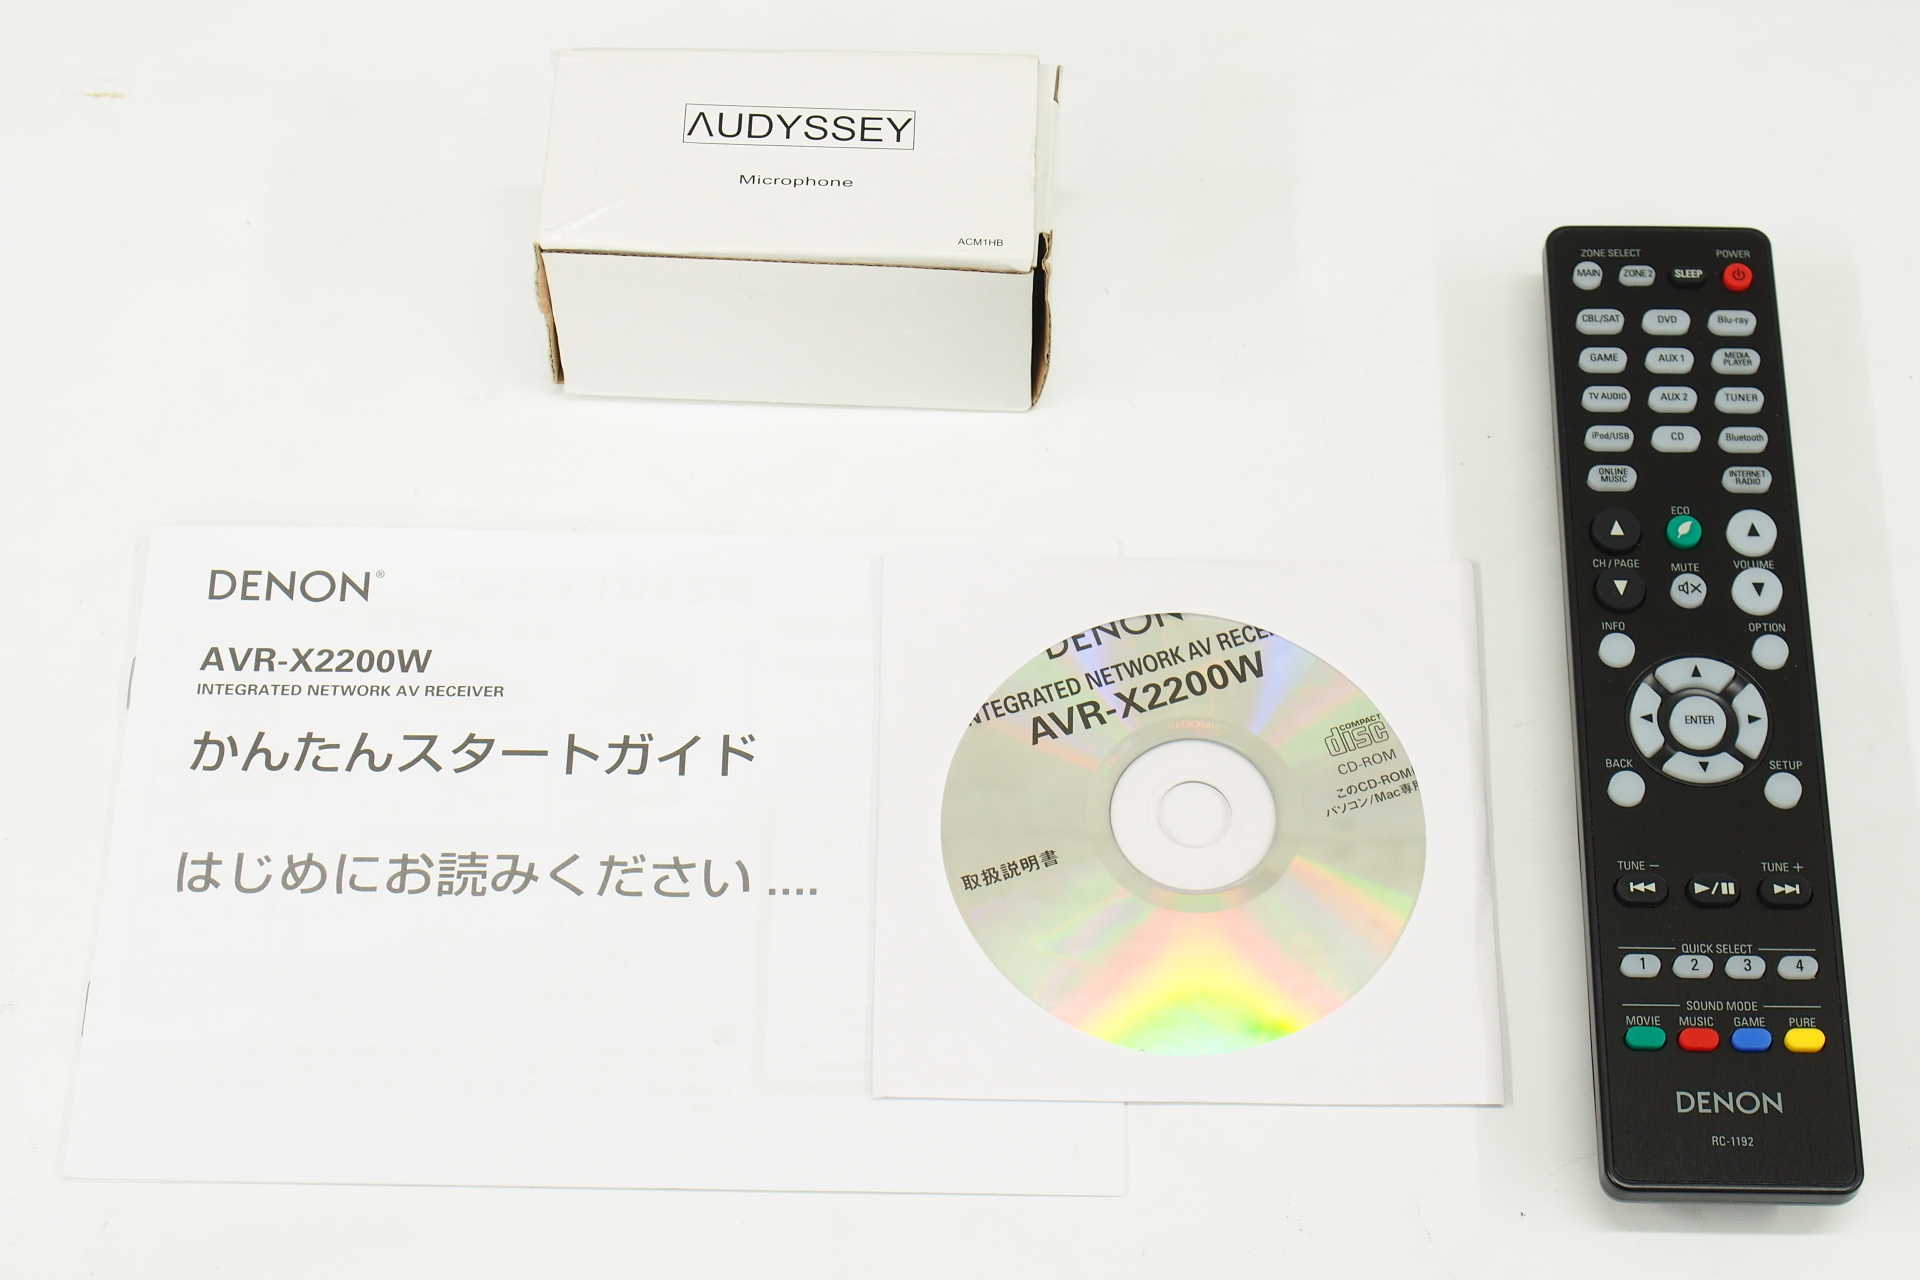 AUDYSSEY
Microphone
ACM1HB
DENON®
AVR-X2200W
INTEGRATED NETWORK AV RECEIVER
かんたんスタートガイド
はじめにお読みください ....
DENON
INTEGRATED NETWORK AV RECE
AVR-X2200W
COMPACT
disc
CD-ROM
このCD-ROM
パソコン/Mac専用
取扱説明書
ZONE SELECT POWER
MAIN ZONE 2 SLEEP
CBL/SAT DVD Blu-ray
GAME AUX 1 MEDIA PLAYER
TV AUDIO AUX 2 TUNER
iPod/USB CD Bluetooth
ONLINE MUSIC INTERNET RADIO
ECO
CH / PAGE MUTE VOLUME
INFO OPTION
ENTER
BACK SETUP
TUNE − TUNE +
QUICK SELECT
1 2 3 4
SOUND MODE
MOVIE MUSIC GAME PURE
DENON
RC-1192